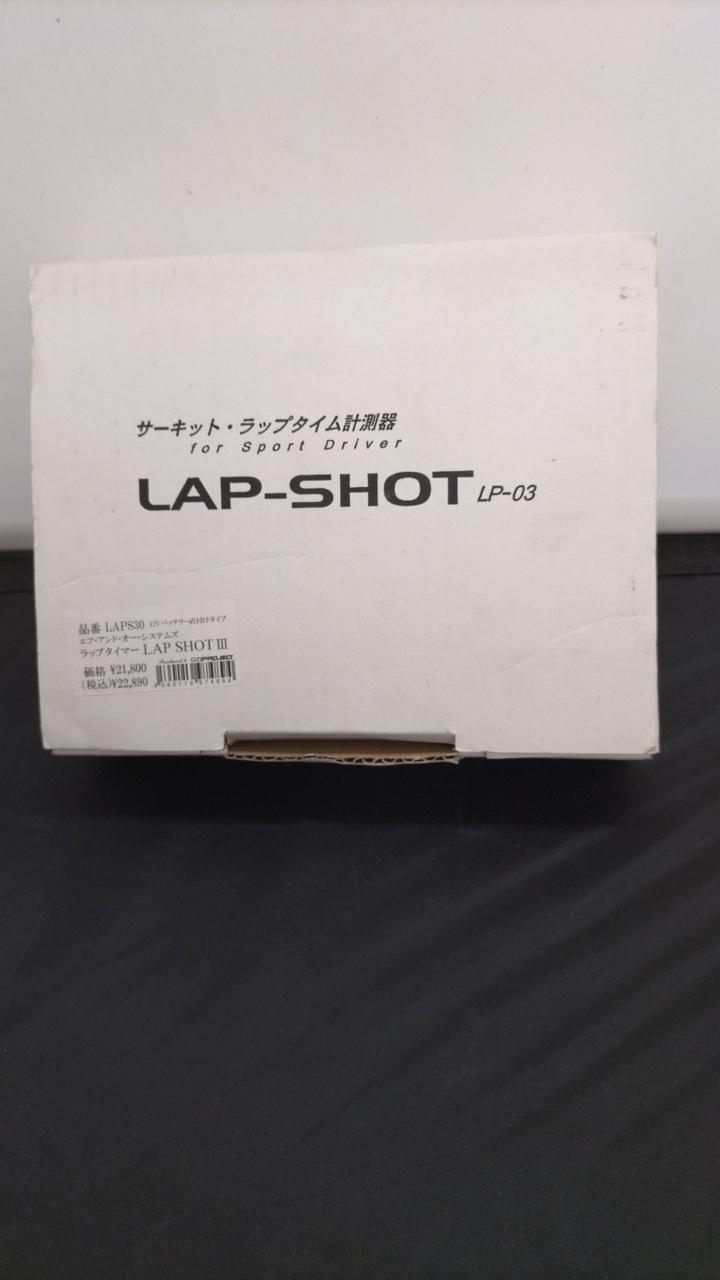 サーキット・ラップタイム計測器
for Sport Driver
LAP-SHOT LP-03
品番 LAPS30 12V バッテリー直付けタイプ
エフ・アンド・オー・システムズ
ラップタイマー LAP SHOT III
価格 ¥21,800
(税込)¥22,890